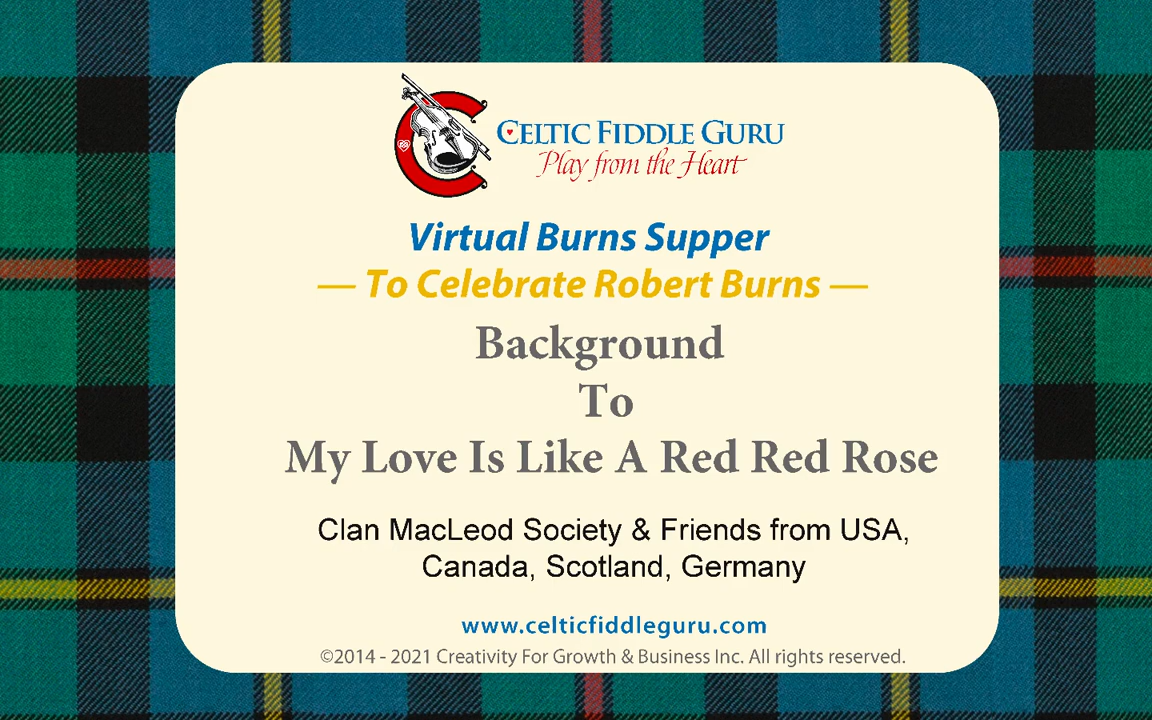 CELTIC FIDDLE GURU
Play from the Heart
Virtual Burns Supper
— To Celebrate Robert Burns —
Background
To
My Love Is Like A Red Red Rose
Clan MacLeod Society & Friends from USA,
Canada, Scotland, Germany
www.celticfiddleguru.com
©2014 - 2021 Creativity For Growth & Business Inc. All rights reserved.